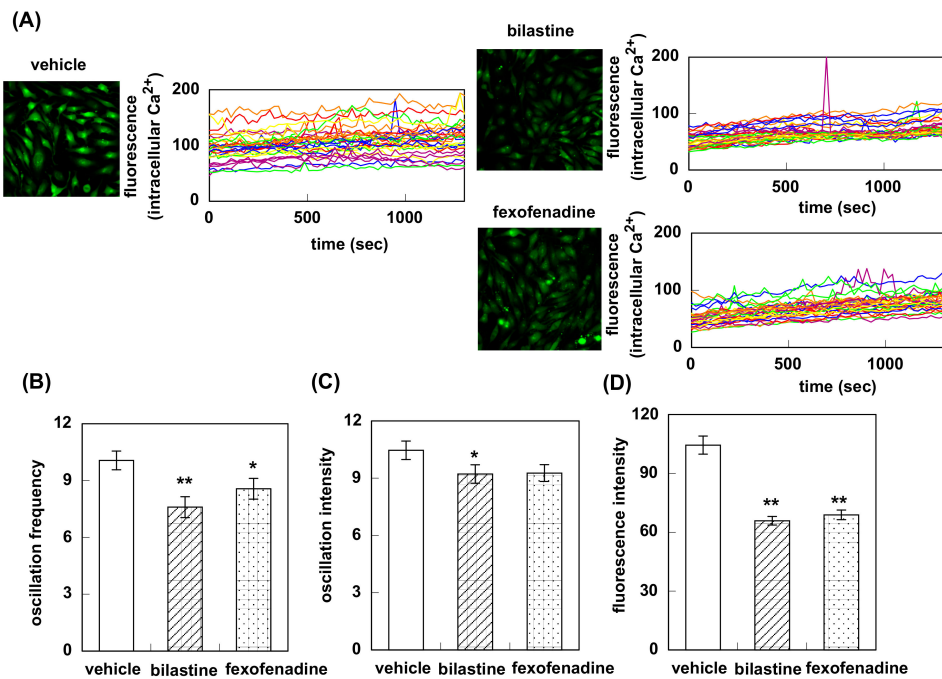 (A)
vehicle
fluorescence
(intracellular Ca2+)
200
100
0
0
500
1000
time (sec)
bilastine
fluorescence
(intracellular Ca2+)
200
100
0
0
500
1000
time (sec)
fexofenadine
fluorescence
(intracellular Ca2+)
200
100
0
0
500
1000
time (sec)
(B)
oscillation frequency
12
9
6
3
0
**
*
vehicle
bilastine
fexofenadine
(C)
oscillation intensity
12
9
6
3
0
*
vehicle
bilastine
fexofenadine
(D)
fluorescence intensity
120
90
60
30
0
**
**
vehicle
bilastine
fexofenadine